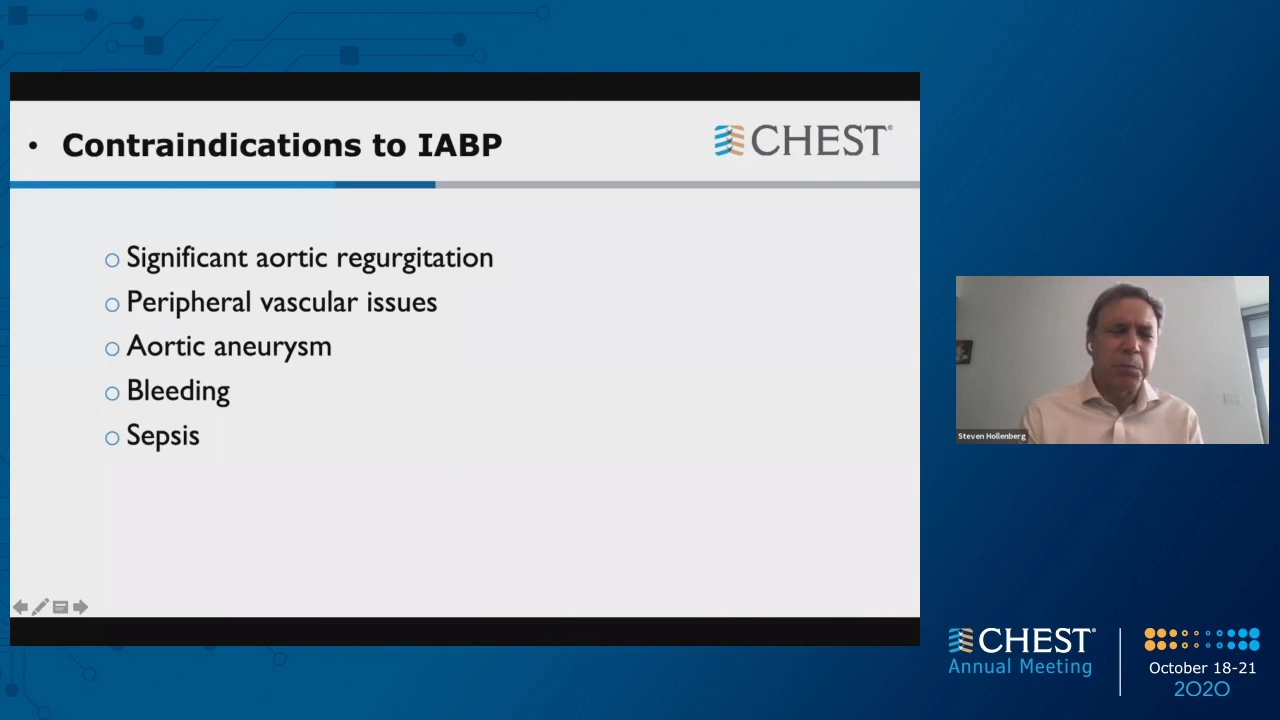 • Contraindications to IABP
CHEST®
Significant aortic regurgitation
Peripheral vascular issues
Aortic aneurysm
Bleeding
Sepsis
Steven Hollenberg
CHEST®
Annual Meeting
October 18-21
2020